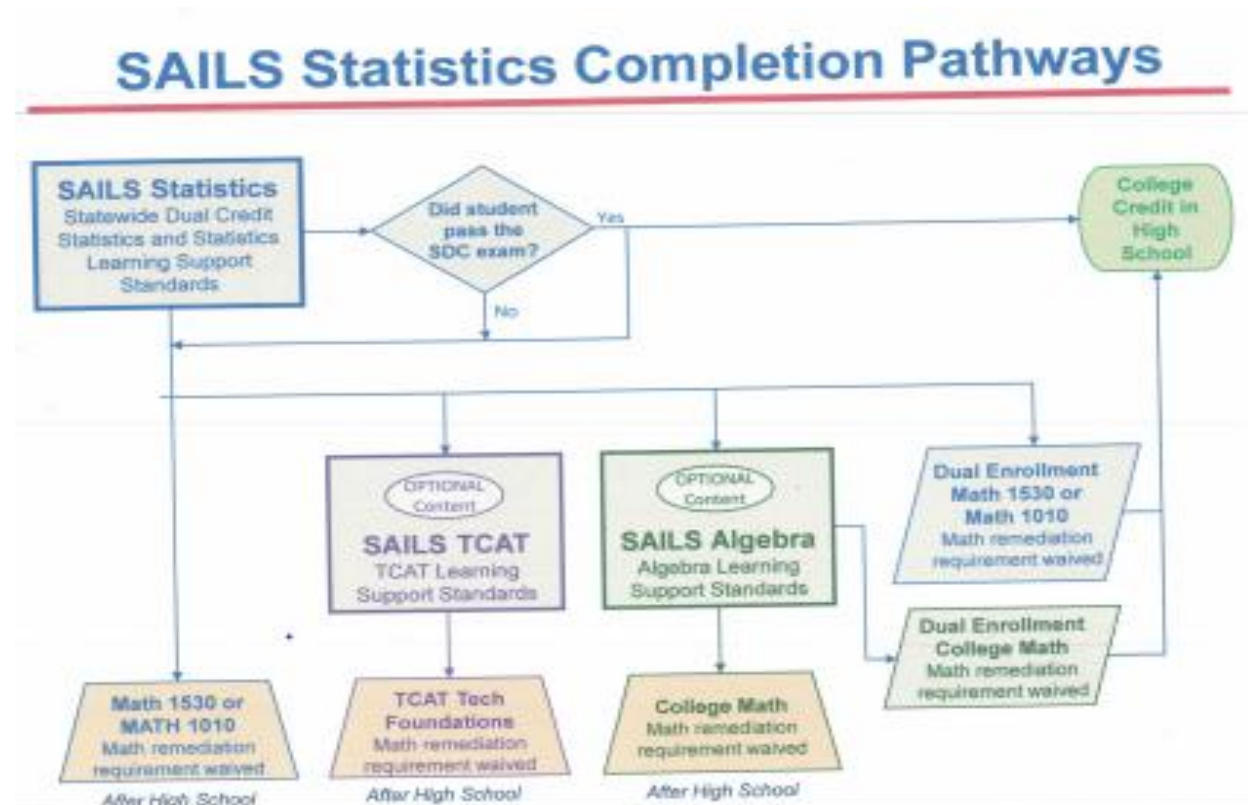 SAILS Statistics Completion Pathways
SAILS Statistics
Statewide Dual Credit
Statistics and Statistics
Learning Support
Standards
Did student
pass the
SDC exam?
Yes
No
College
Credit in
High
School
OPTIONAL
Content
SAILS TCAT
TCAT Learning
Support Standards
OPTIONAL
Content
SAILS Algebra
Algebra Learning
Support Standards
Dual Enrollment
Math 1530 or
Math 1010
Math remediation
requirement waived
Dual Enrollment
College Math
Math remediation
requirement waived
Math 1530 or
MATH 1010
Math remediation
requirement waived
After High School
TCAT Tech
Foundations
Math remediation
requirement waived
After High School
College Math
Math remediation
requirement waived
After High School